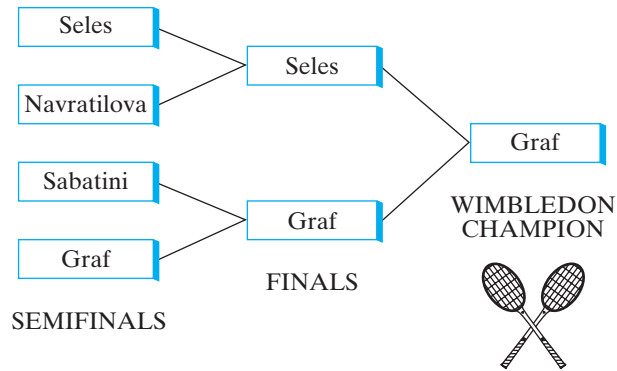 Seles
Navratilova
Sabatini
Graf
SEMIFINALS
Seles
Graf
FINALS
Graf
WIMBLEDON
CHAMPION